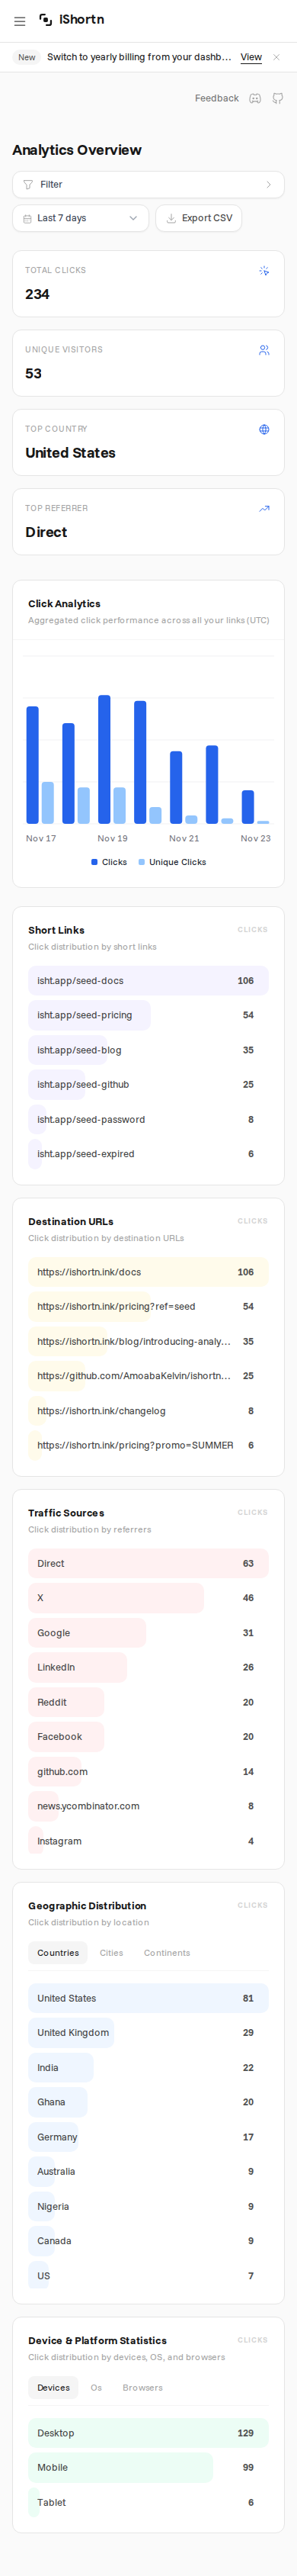 IShortn
New Switch to yearly billing from your dashb... View
Feedback
Analytics Overview
Filter
Last 7 days
Export CSV
TOTAL CLICKS
234
UNIQUE VISITORS
53
TOP COUNTRY
United States
TOP REFERRER
Direct
Click Analytics
Aggregated click performance across all your links (UTC)
Nov 17 Nov 19 Nov 21 Nov 23
Clicks Unique Clicks
Short Links CLICKS
Click distribution by short links
isht.app/seed-docs 106
isht.app/seed-pricing 54
isht.app/seed-blog 35
isht.app/seed-github 25
isht.app/seed-password 8
isht.app/seed-expired 6
Destination URLs CLICKS
Click distribution by destination URLs
https://ishortn.ink/docs 106
https://ishortn.ink/pricing?ref=seed 54
https://ishortn.ink/blog/introducing-analy... 35
https://github.com/AmoabaKelvin/ishortn... 25
https://ishortn.ink/changelog 8
https://ishortn.ink/pricing?promo=SUMMER 6
Traffic Sources CLICKS
Click distribution by referrers
Direct 63
X 46
Google 31
LinkedIn 26
Reddit 20
Facebook 20
github.com 14
news.ycombinator.com 8
Instagram 4
Geographic Distribution CLICKS
Click distribution by location
Countries Cities Continents
United States 81
United Kingdom 29
India 22
Ghana 20
Germany 17
Australia 9
Nigeria 9
Canada 9
US 7
Device & Platform Statistics CLICKS
Click distribution by devices, OS, and browsers
Devices Os Browsers
Desktop 129
Mobile 99
Tablet 6